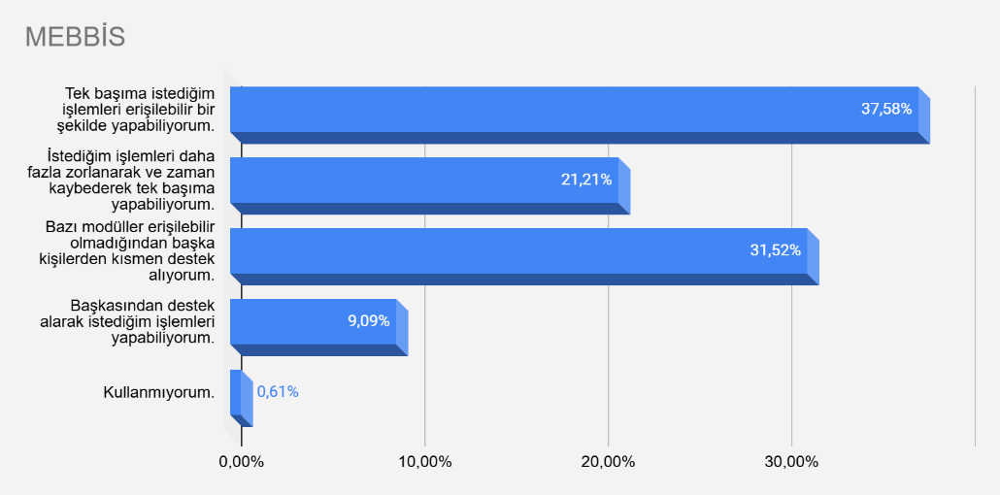 MEBBİS
Tek başıma istediğim
işlemleri erişilebilir bir
şekilde yapabiliyorum.
37,58%
İstediğim işlemleri daha
fazla zorlanarak ve zaman
kaybederek tek başıma
yapabiliyorum.
21,21%
Bazı modüller erişilebilir
olmadığından başka
kişilerden kısmen destek
alıyorum.
31,52%
Başkasından destek
alarak istediğim işlemleri
yapabiliyorum.
9,09%
Kullanmıyorum.
0,61%
0,00%
10,00%
20,00%
30,00%